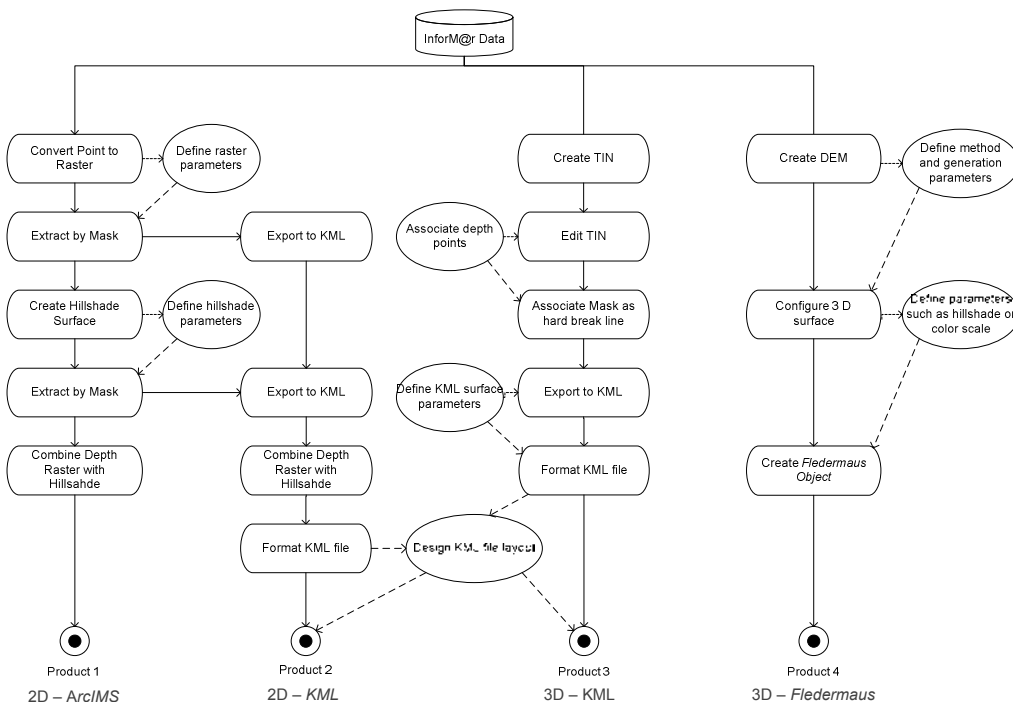 InforM@r Data
Convert Point to
Raster
Define raster
parameters
Create TIN
Create DEM
Define method
and generation
parameters
Extract by Mask
Export to KML
Associate depth
points
Edit TIN
Create Hillshade
Surface
Define hillshade
parameters
Associate Mask as
hard break line
Configure 3 D
surface
Define parameters
such as hillshade or
color scale
Extract by Mask
Export to KML
Define KML surface
parameters
Export to KML
Combine Depth
Raster with
Hillsahde
Combine Depth
Raster with
Hillsahde
Format KML file
Create Fledermaus
Object
Format KML file
Design KML file layout
Product 1
2D – ArcIMS
Product 2
2D – KML
Product 3
3D – KML
Product 4
3D – Fledermaus